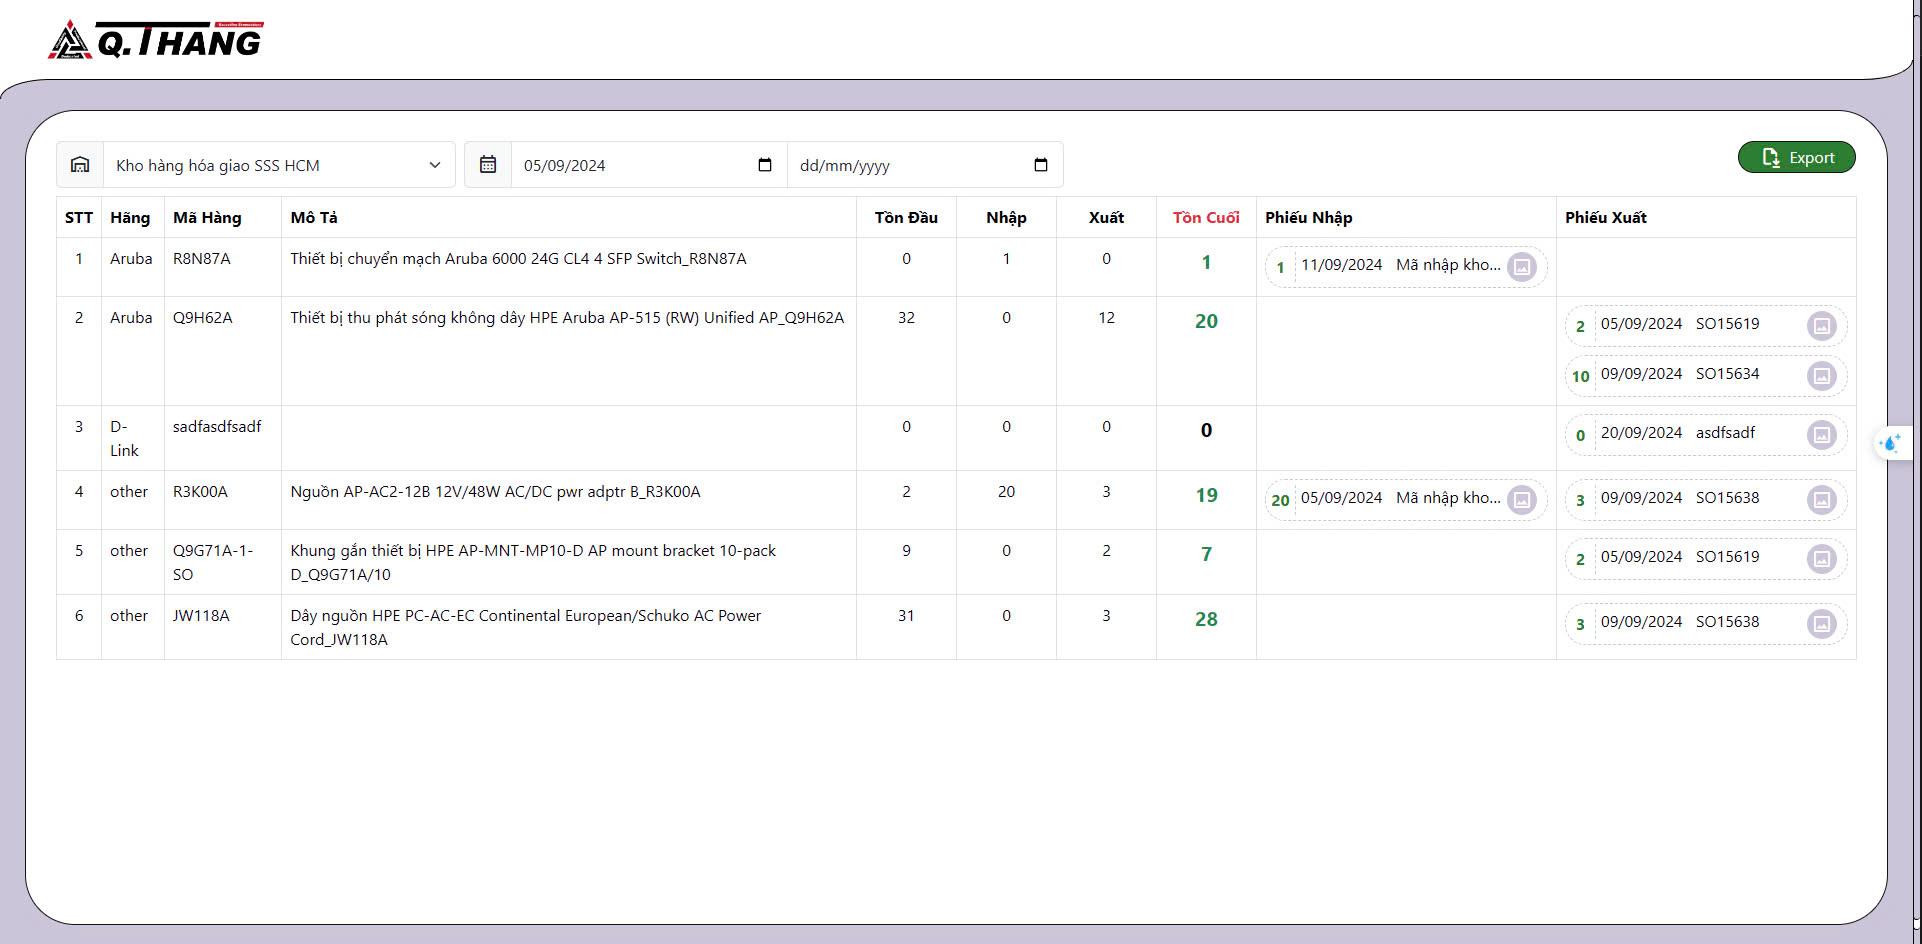 Q.THANG
Kho hàng hóa giao SSS HCM 05/09/2024 dd/mm/yyyy Export
STT Hãng Mã Hàng Mô Tả Tồn Đầu Nhập Xuất Tồn Cuối Phiếu Nhập Phiếu Xuất
1 Aruba R8N87A Thiết bị chuyển mạch Aruba 6000 24G CL4 4 SFP Switch_R8N87A 0 1 0 1 1 11/09/2024 Mã nhập kho...
2 Aruba Q9H62A Thiết bị thu phát sóng không dây HPE Aruba AP-515 (RW) Unified AP_Q9H62A 32 0 12 20 2 05/09/2024 SO15619
10 09/09/2024 SO15634
3 D- sadfasdfsadf 0 0 0 0 0 20/09/2024 asdfsadf
Link
4 other R3K00A Nguồn AP-AC2-12B 12V/48W AC/DC pwr adptr B_R3K00A 2 20 3 19 20 05/09/2024 Mã nhập kho... 3 09/09/2024 SO15638
5 other Q9G71A-1- Khung gắn thiết bị HPE AP-MNT-MP10-D AP mount bracket 10-pack 9 0 2 7 2 05/09/2024 SO15619
SO D_Q9G71A/10
6 other JW118A Dây nguồn HPE PC-AC-EC Continental European/Schuko AC Power 31 0 3 28 3 09/09/2024 SO15638
Cord_JW118A